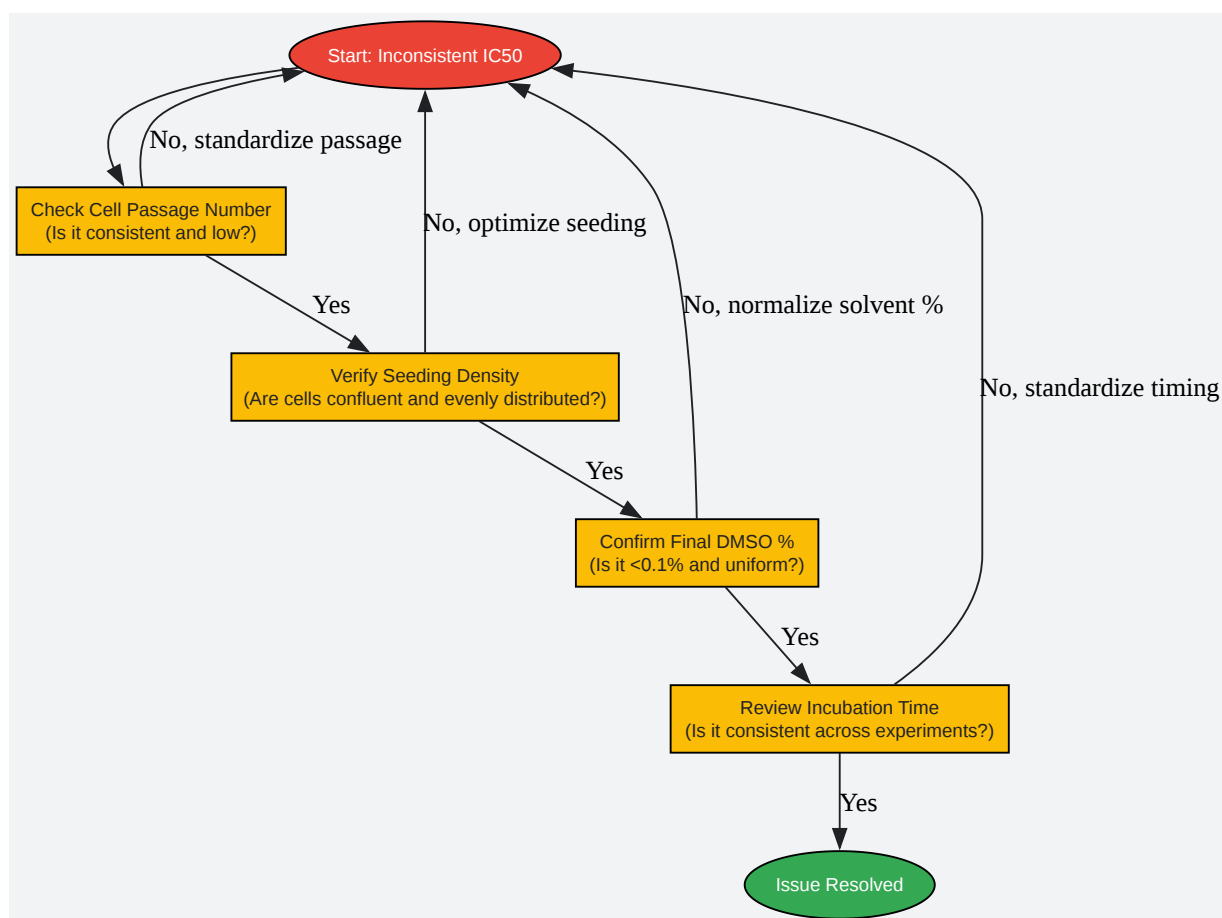 Start: Inconsistent IC50
No, standardize passage
Check Cell Passage Number
(Is it consistent and low?)
No, optimize seeding
Yes
No, normalize solvent %
Verify Seeding Density
(Are cells confluent and evenly distributed?)
No, standardize timing
Yes
Confirm Final DMSO %
(Is it <0.1% and uniform?)
Yes
Review Incubation Time
(Is it consistent across experiments?)
Yes
Issue Resolved